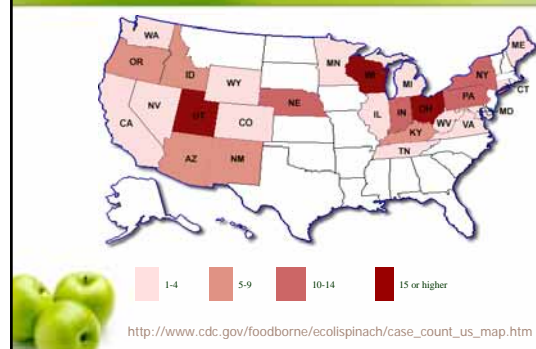 WA
ME
OR
ID
MN
WI
NY
WY
MI
NV
NE
PA
CT
UT
CO
IL
IN
OH
MD
CA
WV
VA
KY
AZ
NM
TN
1-4
5-9
10-14
15 or higher
http://www.cdc.gov/foodborne/ecolispinach/case_count_us_map.htm